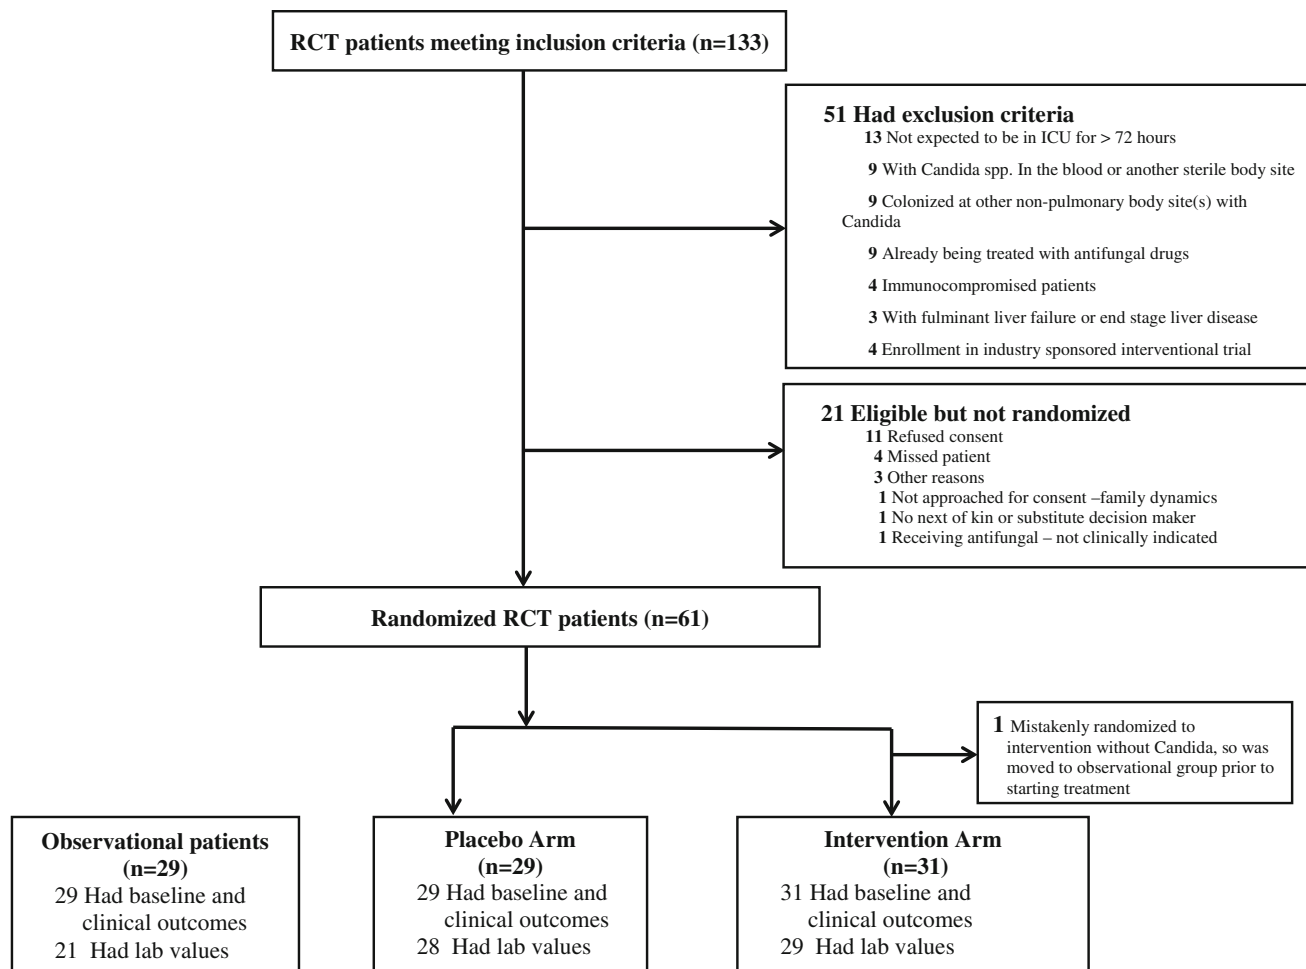 RCT patients meeting inclusion criteria (n=133)
51 Had exclusion criteria
13 Not expected to be in ICU for > 72 hours
9 With Candida spp. In the blood or another sterile body site
9 Colonized at other non-pulmonary body site(s) with
Candida
9 Already being treated with antifungal drugs
4 Immunocompromised patients
3 With fulminant liver failure or end stage liver disease
4 Enrollment in industry sponsored interventional trial
21 Eligible but not randomized
11 Refused consent
4 Missed patient
3 Other reasons
1 Not approached for consent –family dynamics
1 No next of kin or substitute decision maker
1 Receiving antifungal – not clinically indicated
Randomized RCT patients (n=61)
1 Mistakenly randomized to
intervention without Candida, so was
moved to observational group prior to
starting treatment
Observational patients
(n=29)
29 Had baseline and
clinical outcomes
21 Had lab values
Placebo Arm
(n=29)
29 Had baseline and
clinical outcomes
28 Had lab values
Intervention Arm
(n=31)
31 Had baseline and
clinical outcomes
29 Had lab values